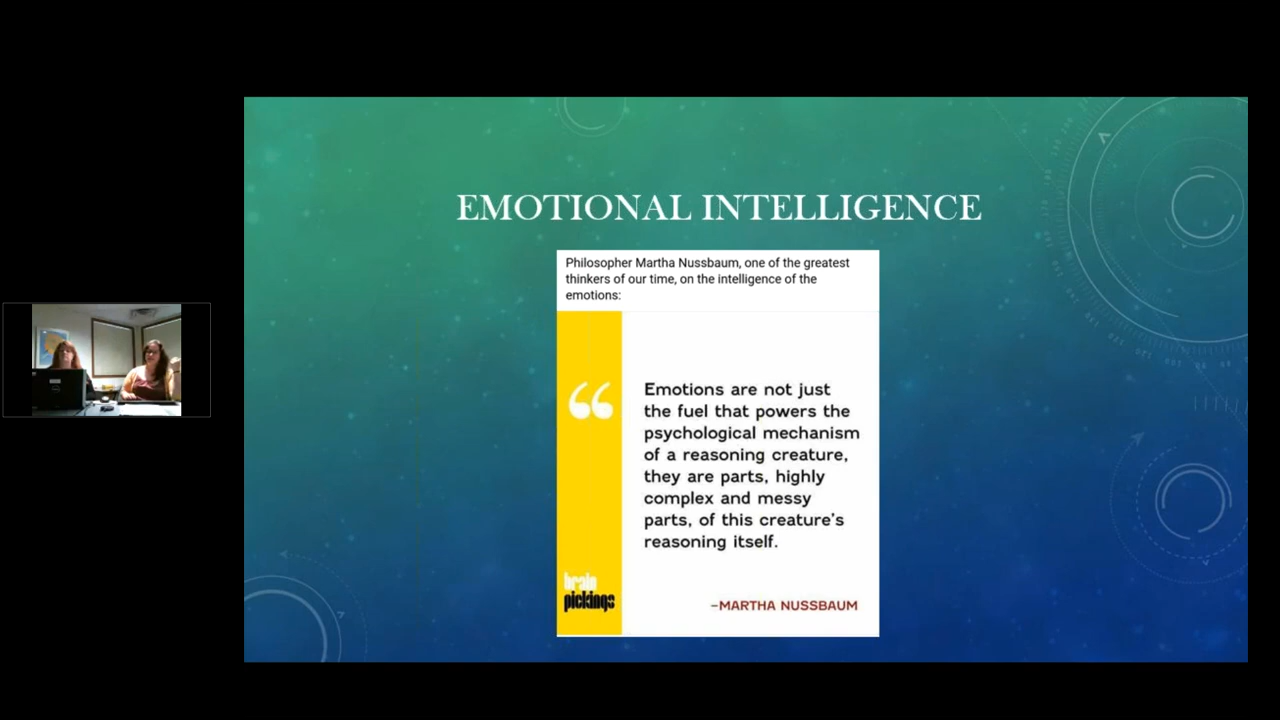 EMOTIONAL INTELLIGENCE
Philosopher Martha Nussbaum, one of the greatest
thinkers of our time, on the intelligence of the
emotions:
“
Emotions are not just
the fuel that powers the
psychological mechanism
of a reasoning creature,
they are parts, highly
complex and messy
parts, of this creature's
reasoning itself.
brain
pickings
–MARTHA NUSSBAUM